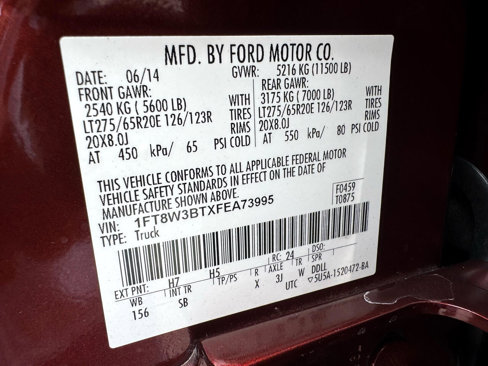 MFD. BY FORD MOTOR CO.
DATE: 06/14 GVWR: 5216 KG (11500 LB)
FRONT GAWR: REAR GAWR:
2540 KG ( 5600 LB) WITH 3175 KG ( 7000 LB) WITH
LT275/65R20E 126/123R TIRES LT275/65R20E 126/123R TIRES
20X8.0J RIMS 20X8.0J RIMS
AT 450 kPa/ 65 PSI COLD AT 550 kPa/ 80 PSI COLD
THIS VEHICLE CONFORMS TO ALL APPLICABLE FEDERAL MOTOR
VEHICLE SAFETY STANDARDS IN EFFECT ON THE DATE OF
MANUFACTURE SHOWN ABOVE.
VIN: 1FT8W3BTXFEA73995 F0459
TYPE: Truck T0875
EXT PNT: H7 H5 RC: 24 DSO:
WB INT TR TP/PS R AXLE TR SPR
156 SB X 3J W DDLL
UTC ▽5U5A-1520472-BA